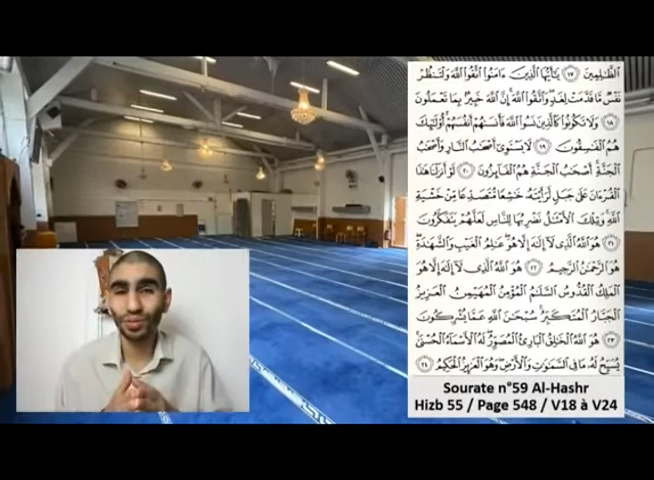 ٱلظَّـٰلِمِينَ ١٧ يَـٰٓأَيُّهَا ٱلَّذِينَ ءَامَنُوا۟ ٱتَّقُوا۟ ٱللَّهَ وَلْتَنظُرْ
نَفْسٌ مَّا قَدَّمَتْ لِغَدٍ وَٱتَّقُوا۟ ٱللَّهَ إِنَّ ٱللَّهَ خَبِيرٌۢ بِمَا تَعْمَلُونَ
١٨ وَلَا تَكُونُوا۟ كَٱلَّذِينَ نَسُوا۟ ٱللَّهَ فَأَنسَىٰهُمْ أَنفُسَهُمْ أُو۟لَـٰٓئِكَ
هُمُ ٱلْفَـٰسِقُونَ ١٩ لَا يَسْتَوِىٓ أَصْحَـٰبُ ٱلنَّارِ وَأَصْحَـٰبُ
ٱلْجَنَّةِ أَصْحَـٰبُ ٱلْجَنَّةِ هُمُ ٱلْفَآئِزُونَ ٢٠ لَوْ أَنزَلْنَا هَـٰذَا
ٱلْقُرْءَانَ عَلَىٰ جَبَلٍ لَّرَأَيْتَهُۥ خَـٰشِعًا مُّتَصَدِّعًا مِّنْ خَشْيَةِ
ٱللَّهِ وَتِلْكَ ٱلْأَمْثَـٰلُ نَضْرِبُهَا لِلنَّاسِ لَعَلَّهُمْ يَتَفَكَّرُونَ
٢١ هُوَ ٱللَّهُ ٱلَّذِى لَآ إِلَـٰهَ إِلَّا هُوَ عَـٰلِمُ ٱلْغَيْبِ وَٱلشَّهَـٰدَةِ
هُوَ ٱلرَّحْمَـٰنُ ٱلرَّحِيمُ ٢٢ هُوَ ٱللَّهُ ٱلَّذِى لَآ إِلَـٰهَ إِلَّا هُوَ
ٱلْمَلِكُ ٱلْقُدُّوسُ ٱلسَّلَـٰمُ ٱلْمُؤْمِنُ ٱلْمُهَيْمِنُ ٱلْعَزِيزُ
ٱلْجَبَّارُ ٱلْمُتَكَبِّرُ سُبْحَـٰنَ ٱللَّهِ عَمَّا يُشْرِكُونَ
٢٣ هُوَ ٱللَّهُ ٱلْخَـٰلِقُ ٱلْبَارِئُ ٱلْمُصَوِّرُ لَهُ ٱلْأَسْمَآءُ ٱلْحُسْنَىٰ
يُسَبِّحُ لَهُۥ مَا فِى ٱلسَّمَـٰوَٰتِ وَٱلْأَرْضِ وَهُوَ ٱلْعَزِيزُ ٱلْحَكِيمُ ٢٤
Sourate n°59 Al-Hashr
Hizb 55 / Page 548 / V18 à V24